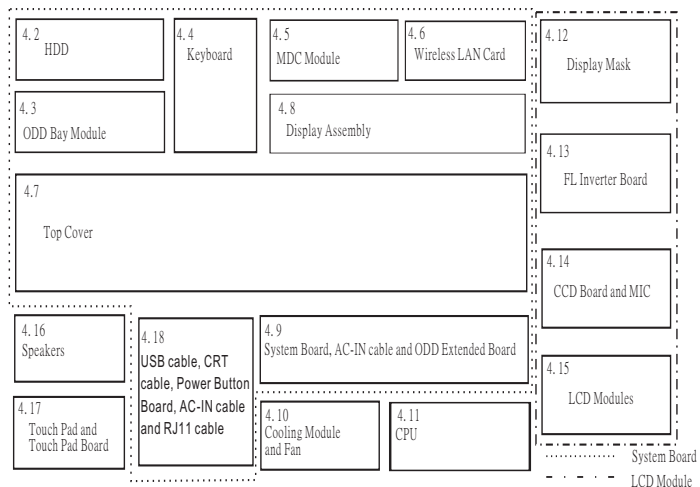 4.2
HDD
4.4
Keyboard
4.5
MDC Module
4.6
Wireless LAN Card
4.12
Display Mask
4.3
ODD Bay Module
4.8
Display Assembly
4.13
FL Inverter Board
4.7
Top Cover
4.14
CCD Board and MIC
4.16
Speakers
4.18
USB cable, CRT
cable, Power Button
Board, AC-IN cable
and RJ11 cable
4.9
System Board, AC-IN cable and ODD Extended Board
4.15
LCD Modules
4.17
Touch Pad and
Touch Pad Board
4.10
Cooling Module
and Fan
4.11
CPU
System Board
LCD Module